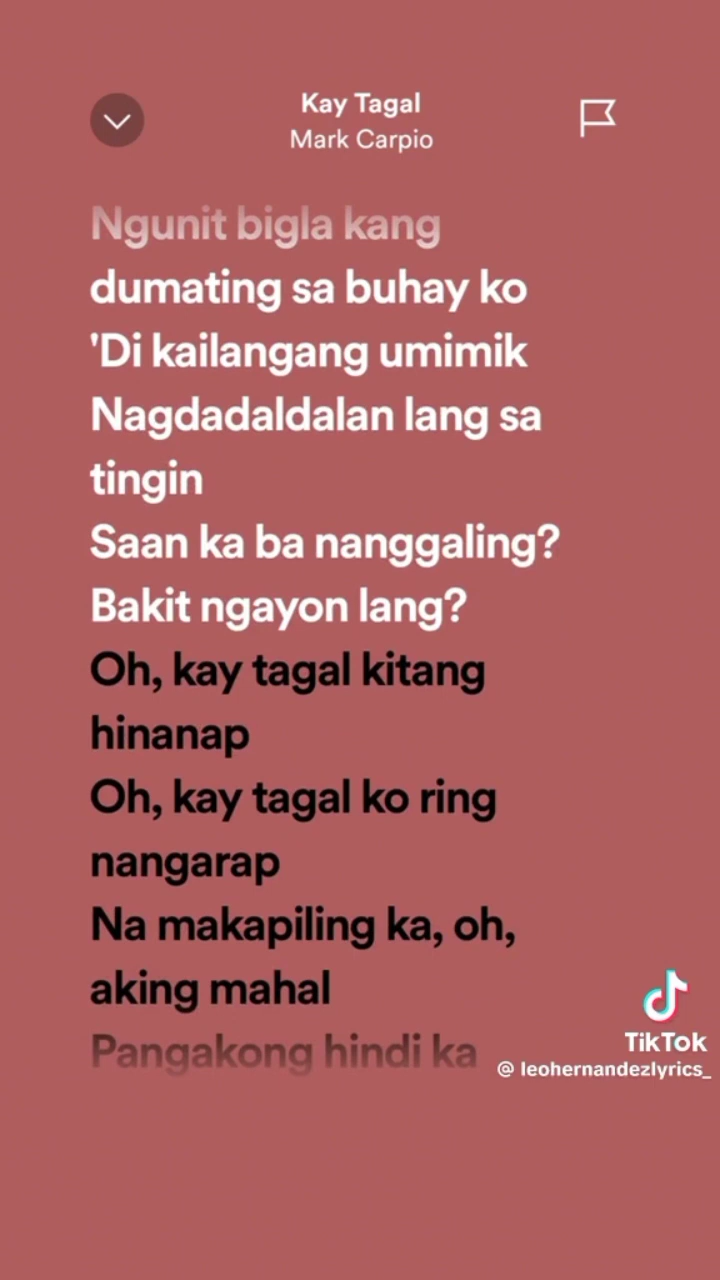 Kay Tagal
Mark Carpio
Ngunit bigla kang
dumating sa buhay ko
'Di kailangang umimik
Nagdadaldalan lang sa
tingin
Saan ka ba nanggaling?
Bakit ngayon lang?
Oh, kay tagal kitang
hinanap
Oh, kay tagal ko ring
nangarap
Na makapiling ka, oh,
aking mahal
Pangakong hindi ka
TikTok
@ leohernandezlyrics_